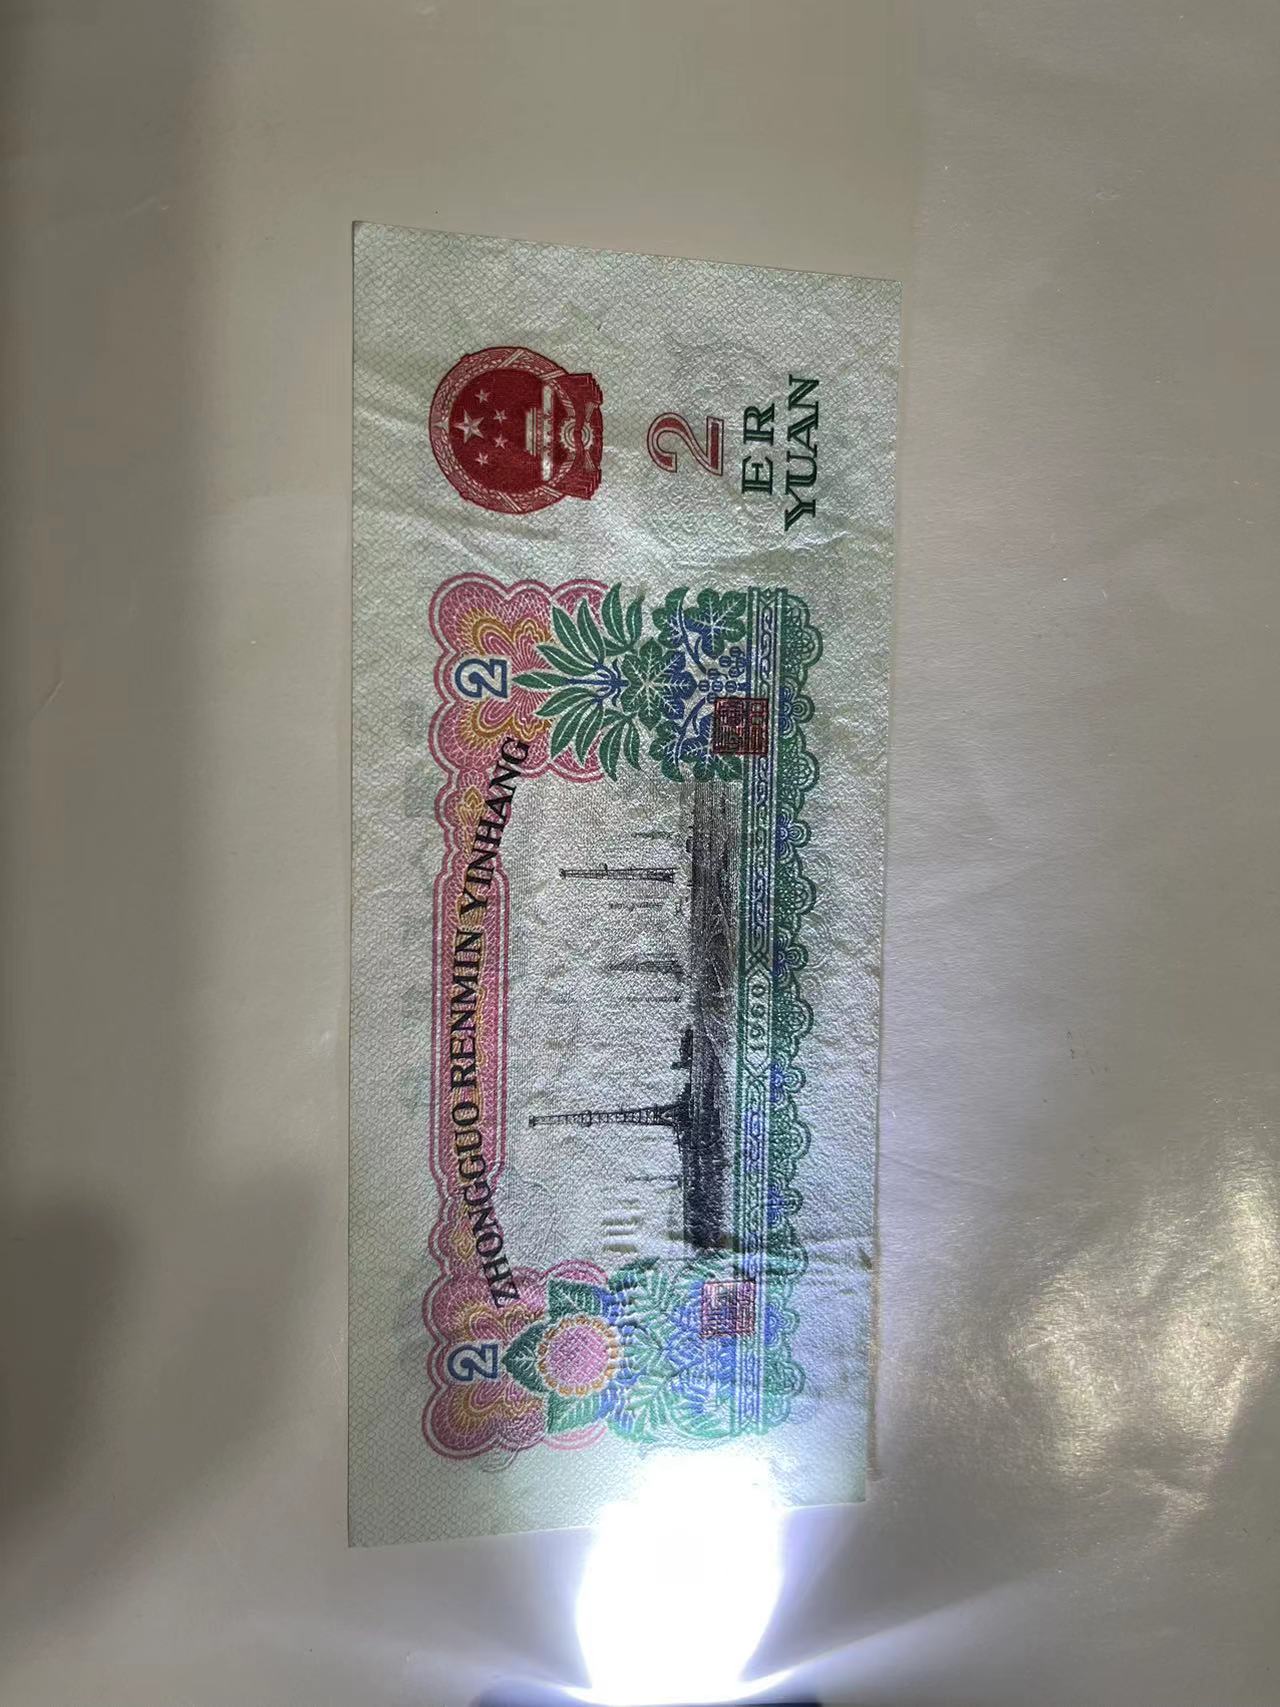 ZHONGGUO RENMIN YINHANG
2
2
2
ER
YUAN
1960